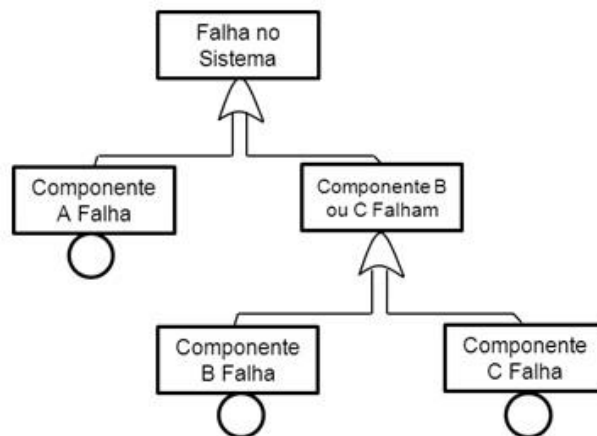 Falha no
Sistema
Componente
A Falha
Componente B
ou C Falham
Componente
B Falha
Componente
C Falha